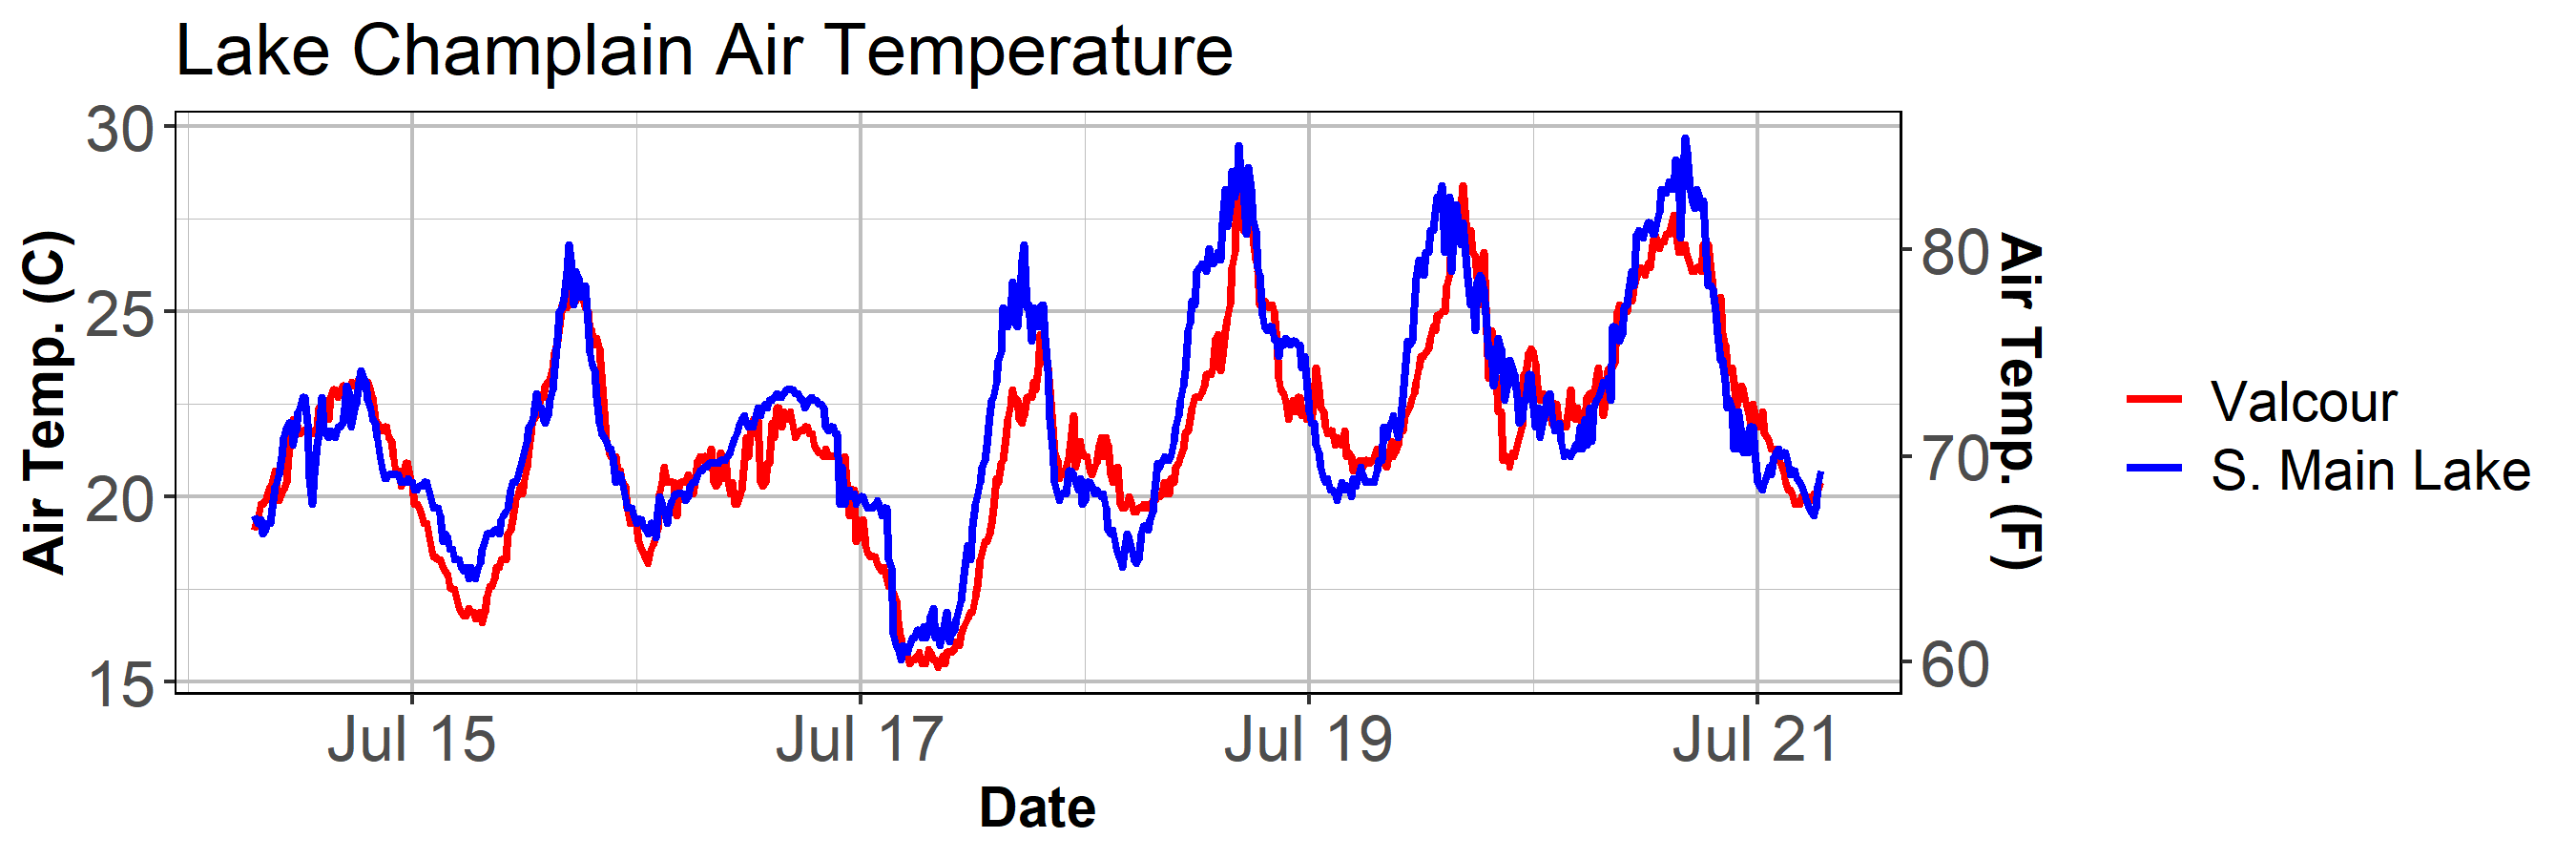 Lake Champlain Air Temperature
Air Temp. (C)
30
25
20
15
80
70
60
Air Temp. (F)
Jul 15
Jul 17
Jul 19
Jul 21
Date
Valcour
S. Main Lake